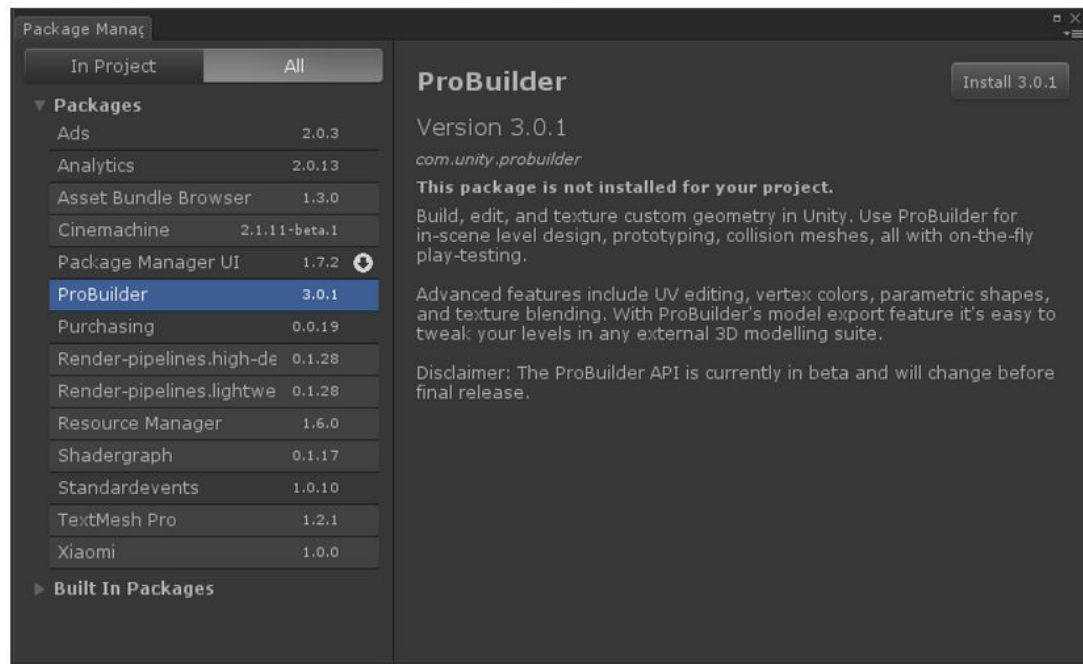 Package Manag
In Project
All
Packages
Ads 2.0.3
Analytics 2.0.13
Asset Bundle Browser 1.3.0
Cinemachine 2.1.11-beta.1
Package Manager UI 1.7.2
ProBuilder 3.0.1
Purchasing 0.0.19
Render-pipelines.high-de 0.1.28
Render-pipelines.lightwe 0.1.28
Resource Manager 1.6.0
Shadergraph 0.1.17
Standardevents 1.0.10
TextMesh Pro 1.2.1
Xiaomi 1.0.0
Built In Packages
ProBuilder
Install 3.0.1
Version 3.0.1
com.unity.probuilder
This package is not installed for your project.
Build, edit, and texture custom geometry in Unity. Use ProBuilder for
in-scene level design, prototyping, collision meshes, all with on-the-fly
play-testing.
Advanced features include UV editing, vertex colors, parametric shapes,
and texture blending. With ProBuilder's model export feature it's easy to
tweak your levels in any external 3D modelling suite.
Disclaimer: The ProBuilder API is currently in beta and will change before
final release.